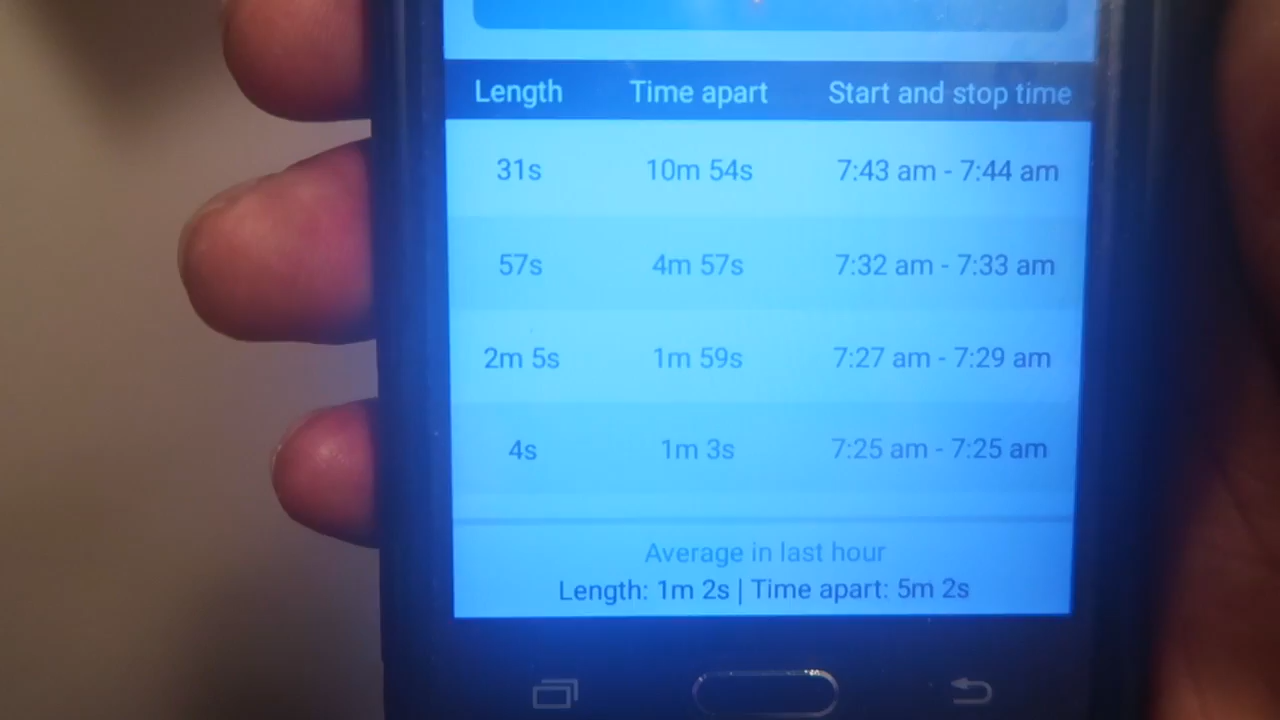 Length Time apart Start and stop time
31s 10m 54s 7:43 am - 7:44 am
57s 4m 57s 7:32 am - 7:33 am
2m 5s 1m 59s 7:27 am - 7:29 am
4s 1m 3s 7:25 am - 7:25 am
Average in last hour
Length: 1m 2s | Time apart: 5m 2s